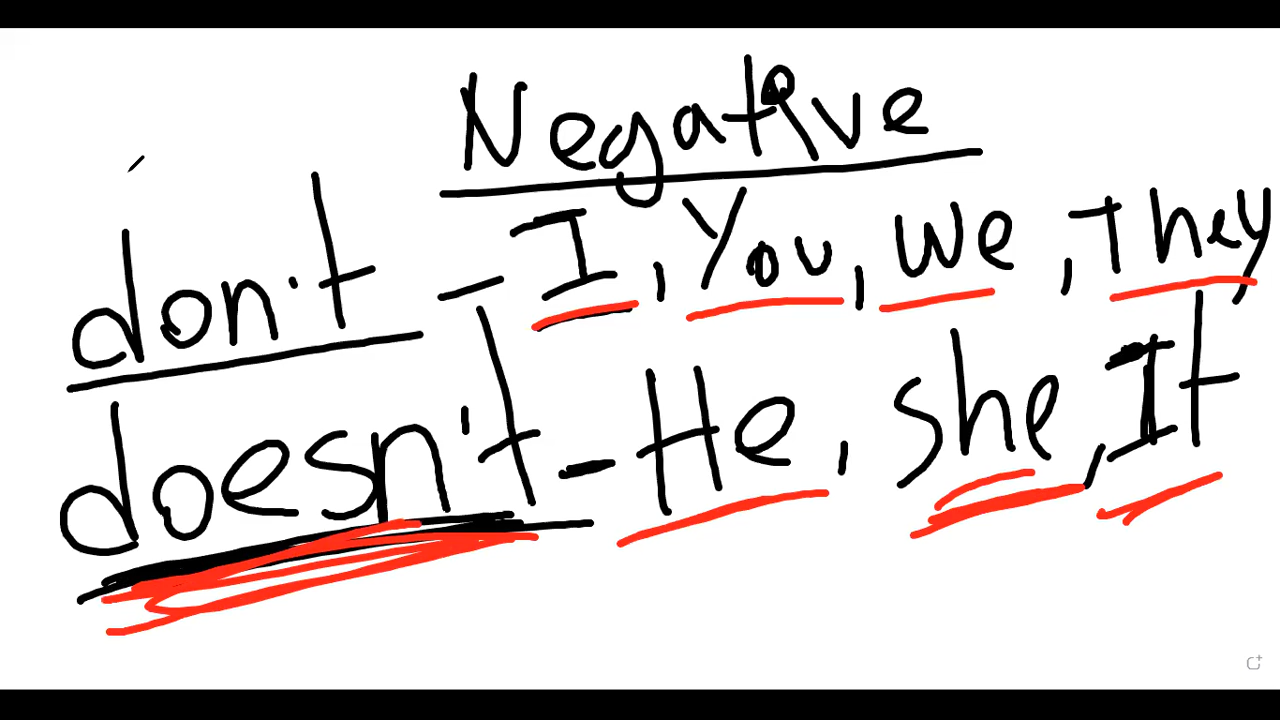 Negative
don't - I, You, We, They
doesn't - He, she, It